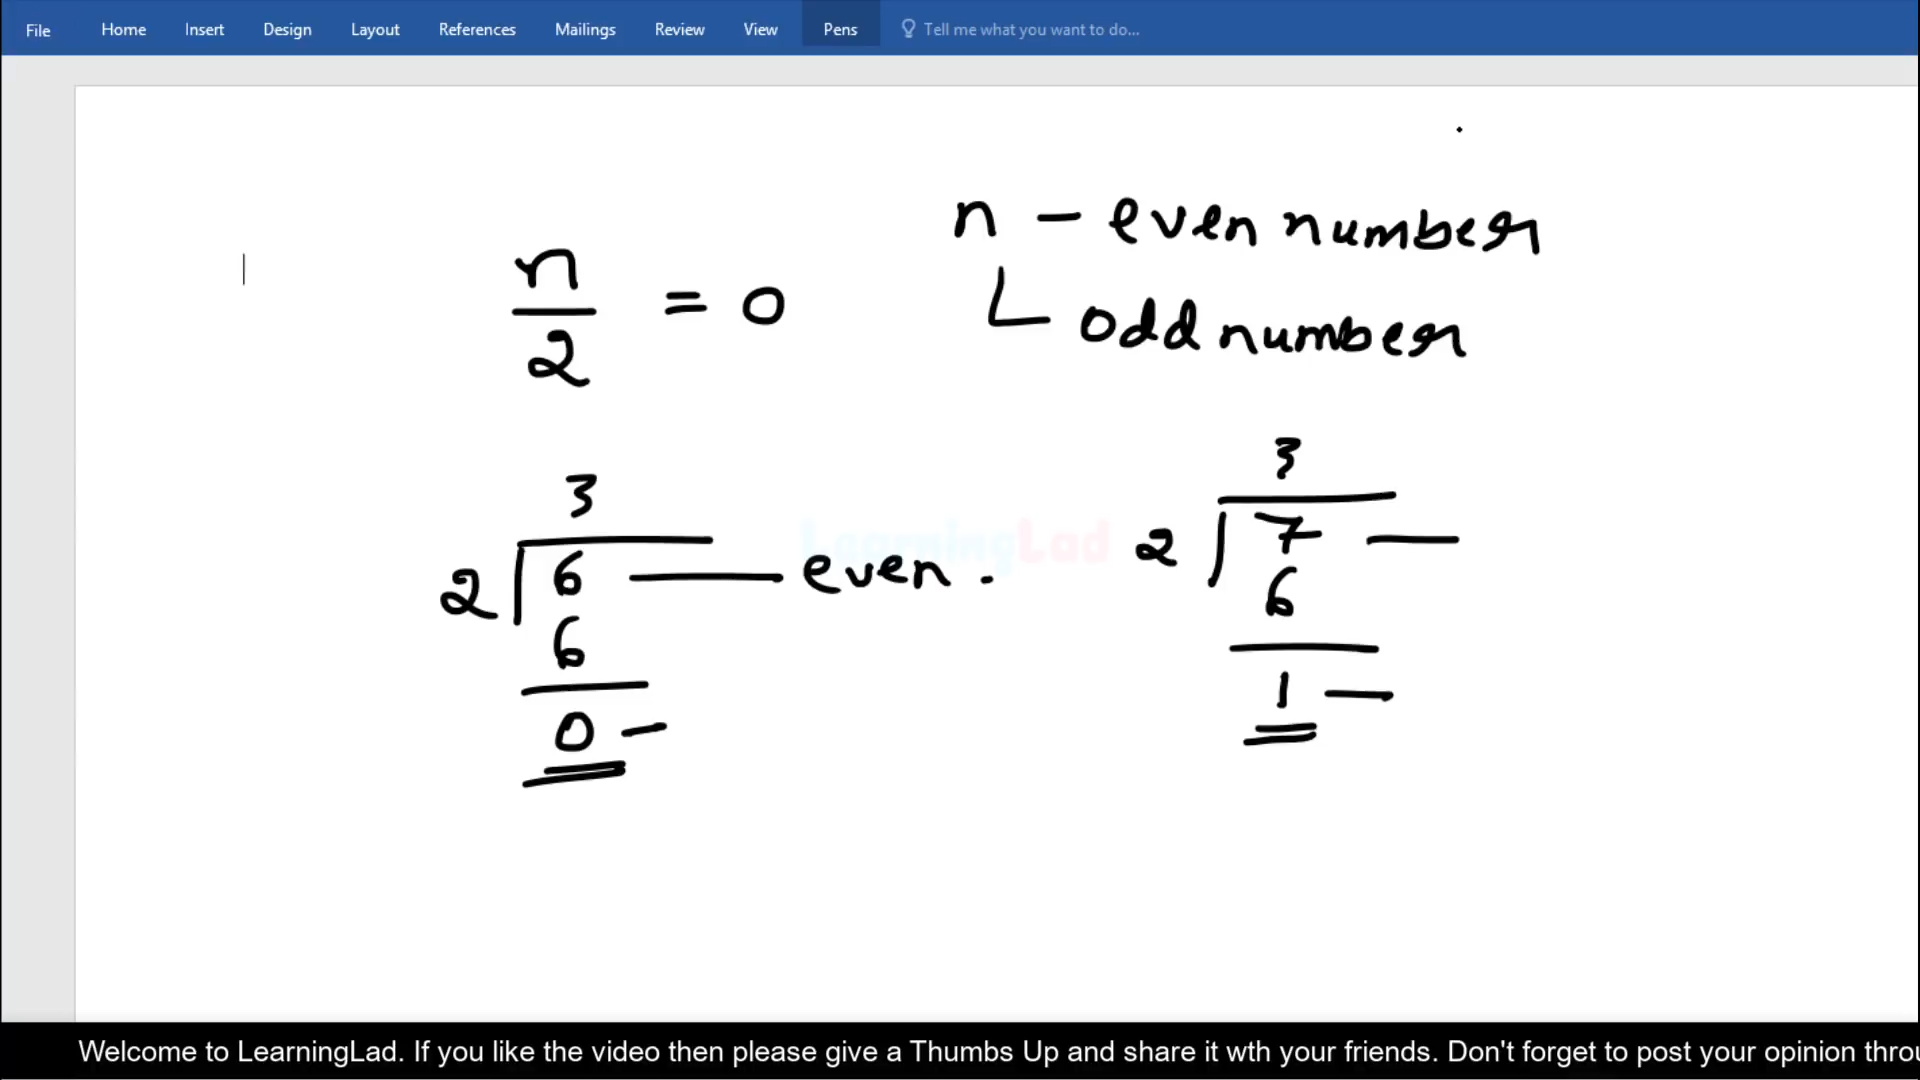 File Home Insert Design Layout References Mailings Review View Pens Tell me what you want to do...
n - even number
n
= 0
2
odd number
3
2 6 — even.
6
0 -
3
2 7 —
6
1 —
LearningLad
Welcome to LearningLad. If you like the video then please give a Thumbs Up and share it wth your friends. Don't forget to post your opinion